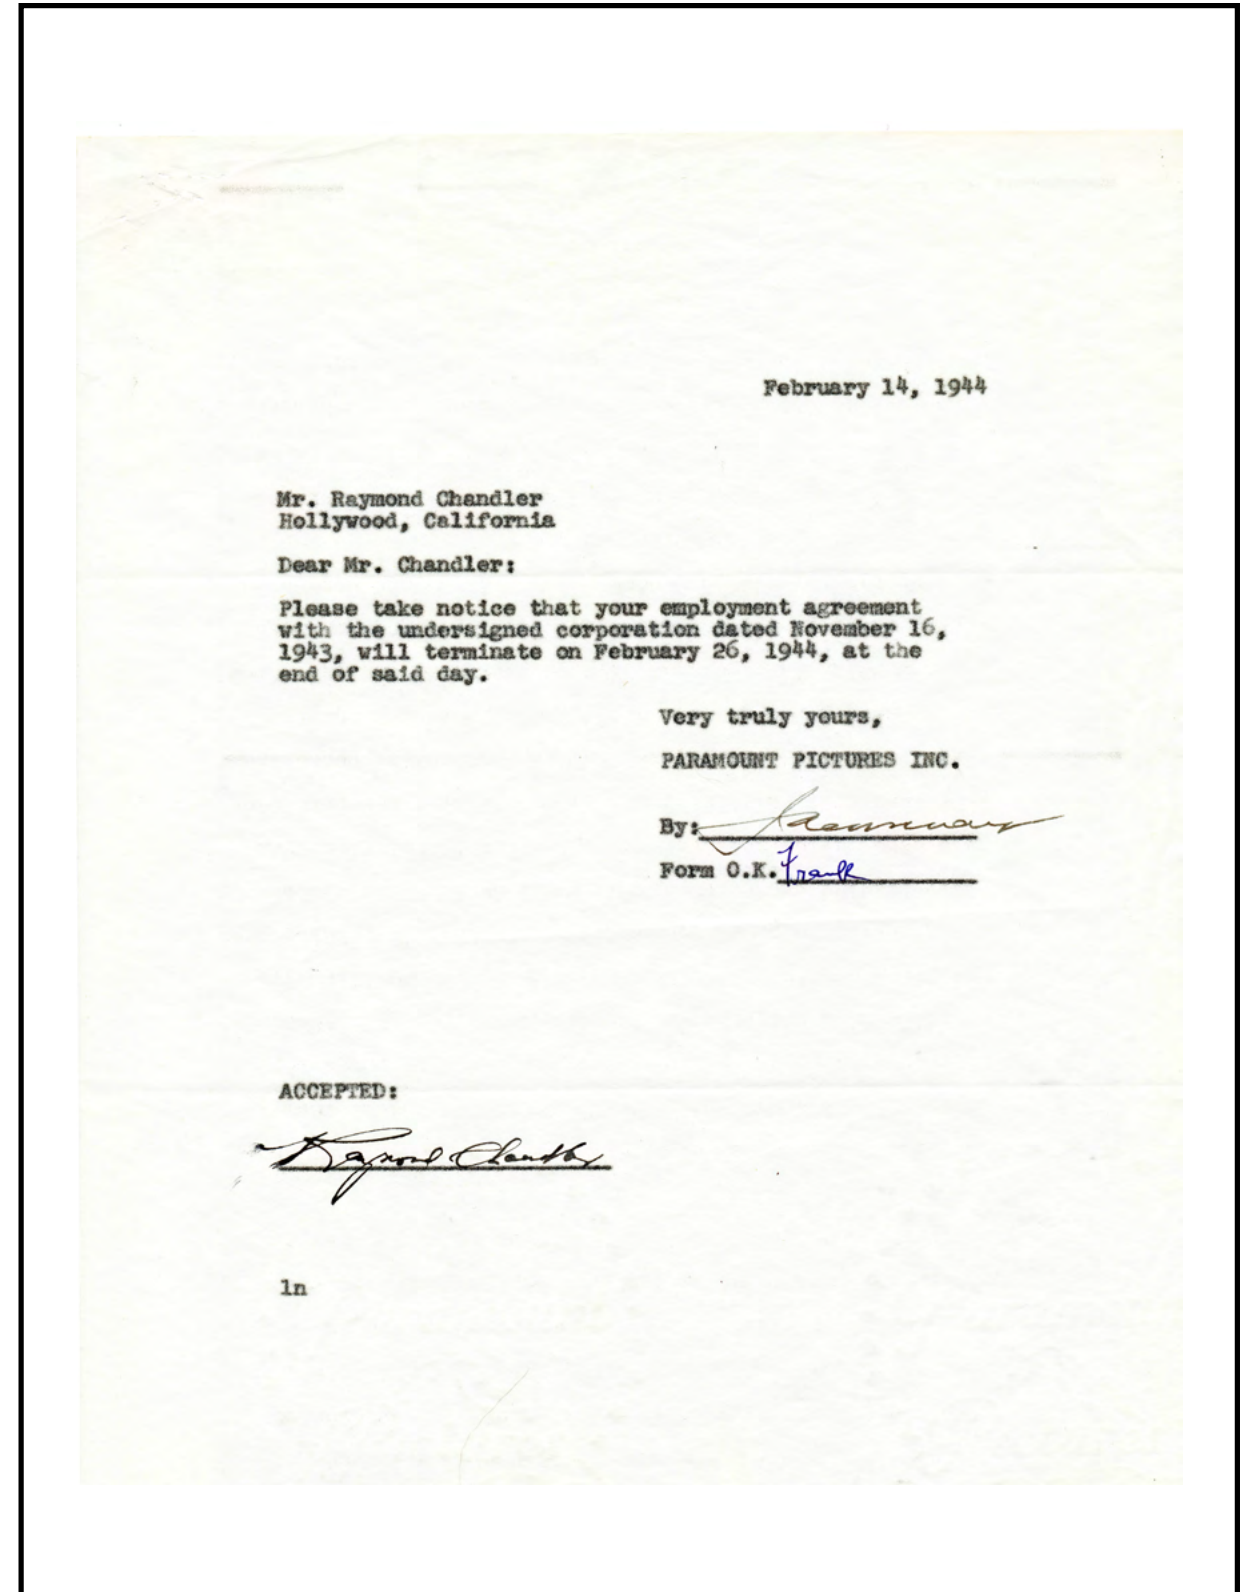 February 14, 1944
Mr. Raymond Chandler
Hollywood, California
Dear Mr. Chandler:
Please take notice that your employment agreement
with the undersigned corporation dated November 16,
1943, will terminate on February 26, 1944, at the
end of said day.
Very truly yours,
PARAMOUNT PICTURES INC.
By:
Form O.K. Frank
ACCEPTED:
Raymond Chandler
ln